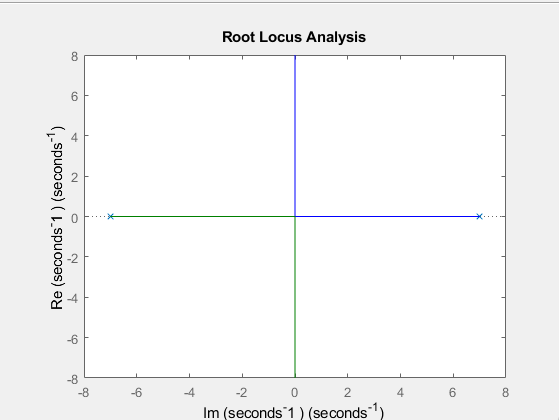 Root Locus Analysis
8
6
4
2
0
-2
-4
-6
-8
Re (seconds⁻1 ) (seconds⁻¹)
-8 -6 -4 -2 0 2 4 6 8
Im (seconds⁻1 ) (seconds⁻¹)